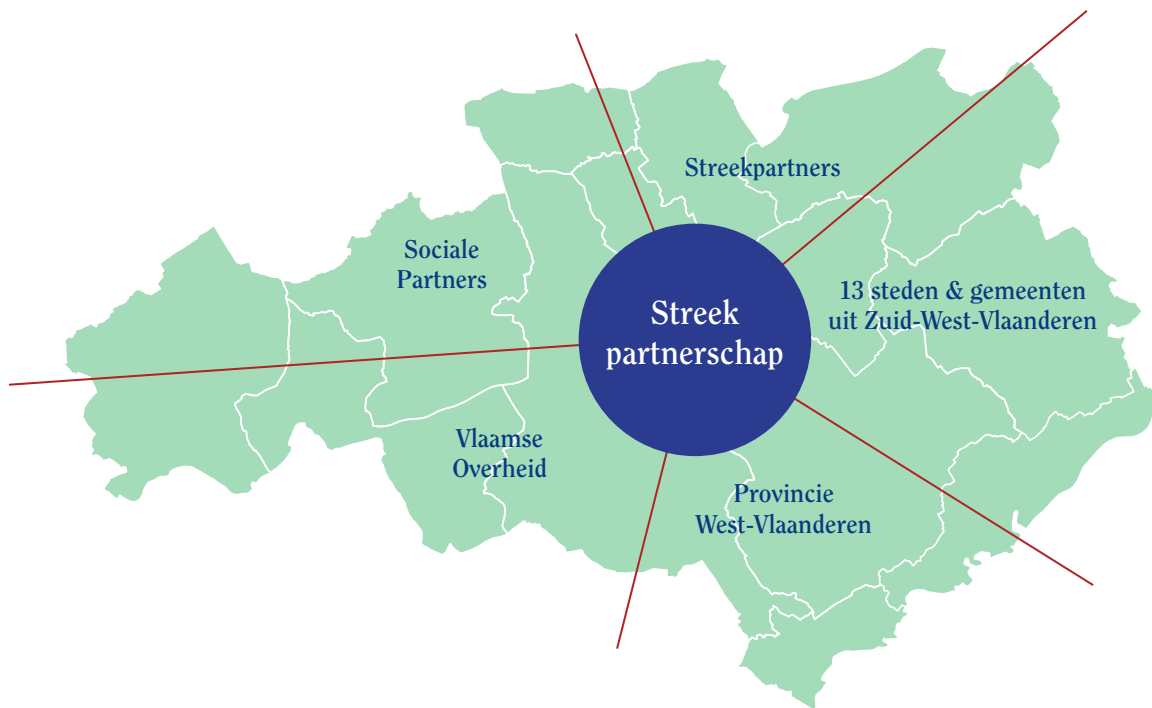 Streekpartners
Sociale
Partners
13 steden & gemeenten
uit Zuid-West-Vlaanderen
Streek
partnerschap
Vlaamse
Overheid
Provincie
West-Vlaanderen